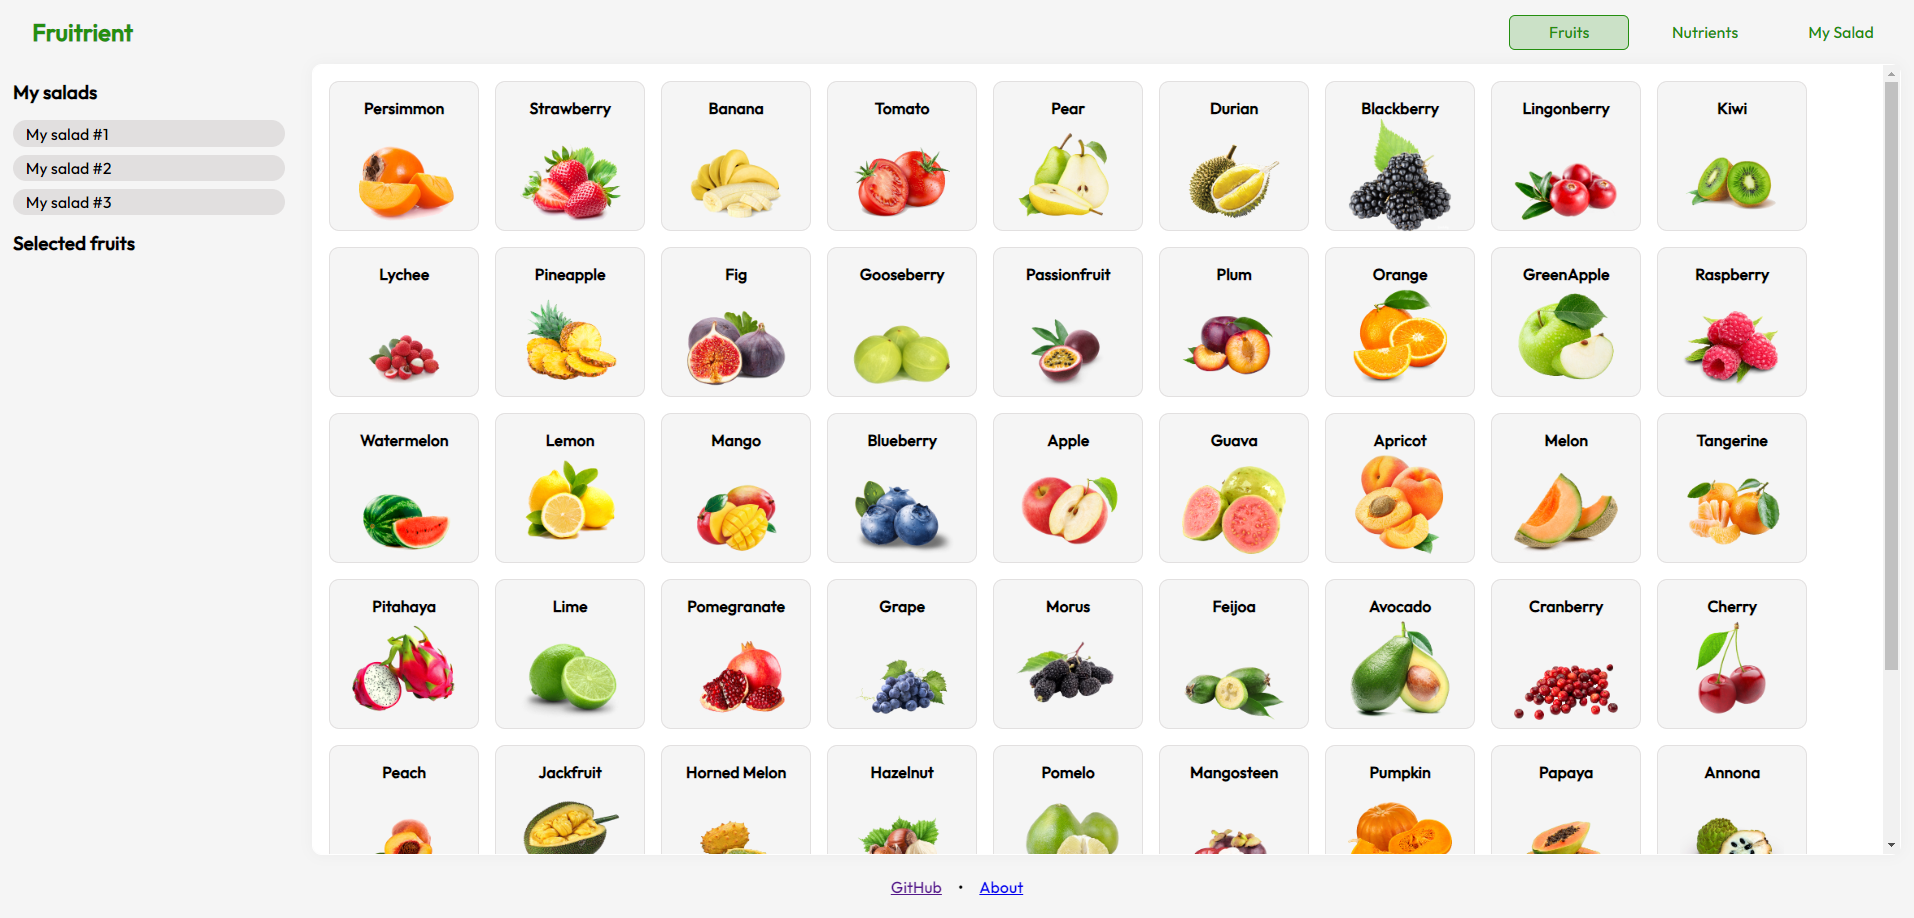 Fruitrient
Fruits Nutrients My Salad
My salads
My salad #1
My salad #2
My salad #3
Selected fruits
Persimmon Strawberry Banana Tomato Pear Durian Blackberry Lingonberry Kiwi
Lychee Pineapple Fig Gooseberry Passionfruit Plum Orange GreenApple Raspberry
Watermelon Lemon Mango Blueberry Apple Guava Apricot Melon Tangerine
Pitahaya Lime Pomegranate Grape Morus Feijoa Avocado Cranberry Cherry
Peach Jackfruit Horned Melon Hazelnut Pomelo Mangosteen Pumpkin Papaya Annona
GitHub • About